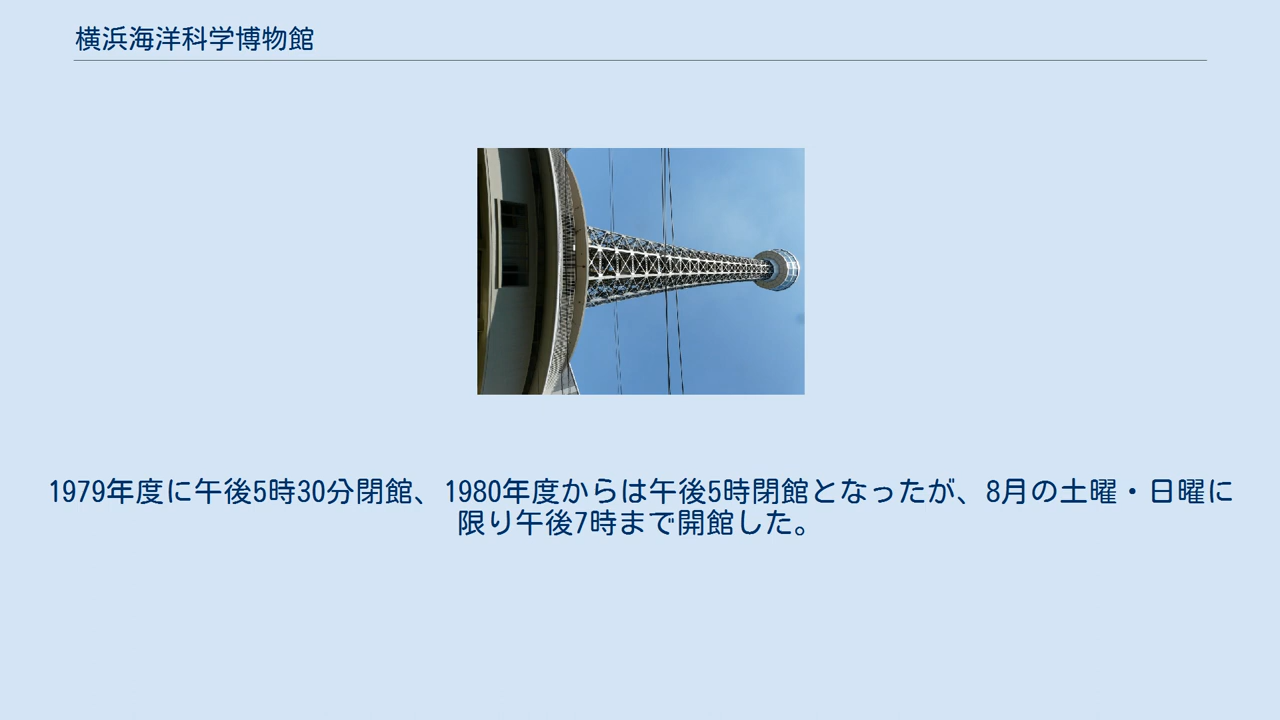 横浜海洋科学博物館
1979年度に午後5時30分閉館、1980年度からは午後5時閉館となったが、8月の土曜・日曜に
限り午後7時まで開館した。